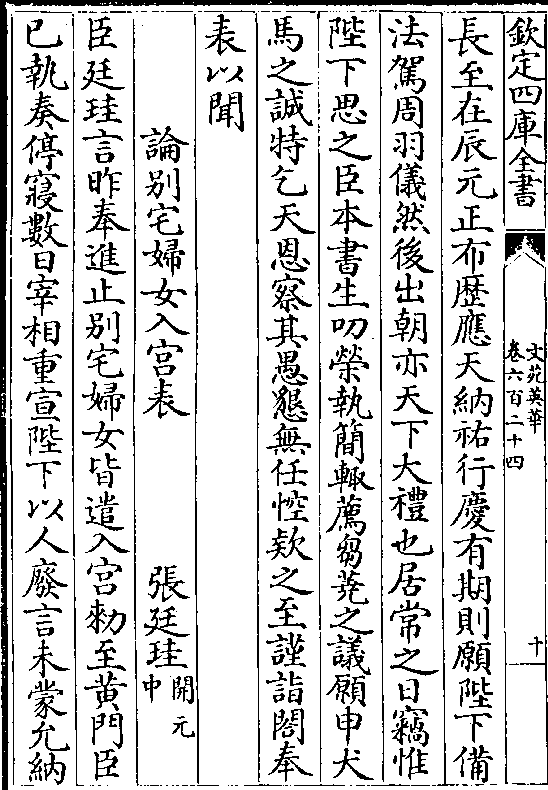 欽定四庫全書
文苑英華
卷六百二十四
十
長至在辰元正布歴應天納祐行慶有期則願陛下備
法駕周羽儀然後出朝亦天下大禮也居常之日竊惟
陛下思之臣本書生叨榮執簡輙薦芻蕘之議願申犬
馬之誠特乞天恩察其愚懇無任悾欵之至謹詣閤奉
表以聞
論别宅婦女入宫表
張廷珪
開元
中
臣廷珪言昨奉進止别宅婦女皆遣入宫勑至黄門臣
已執奏停寢數日宰相重宣陛下以人廢言未蒙允納